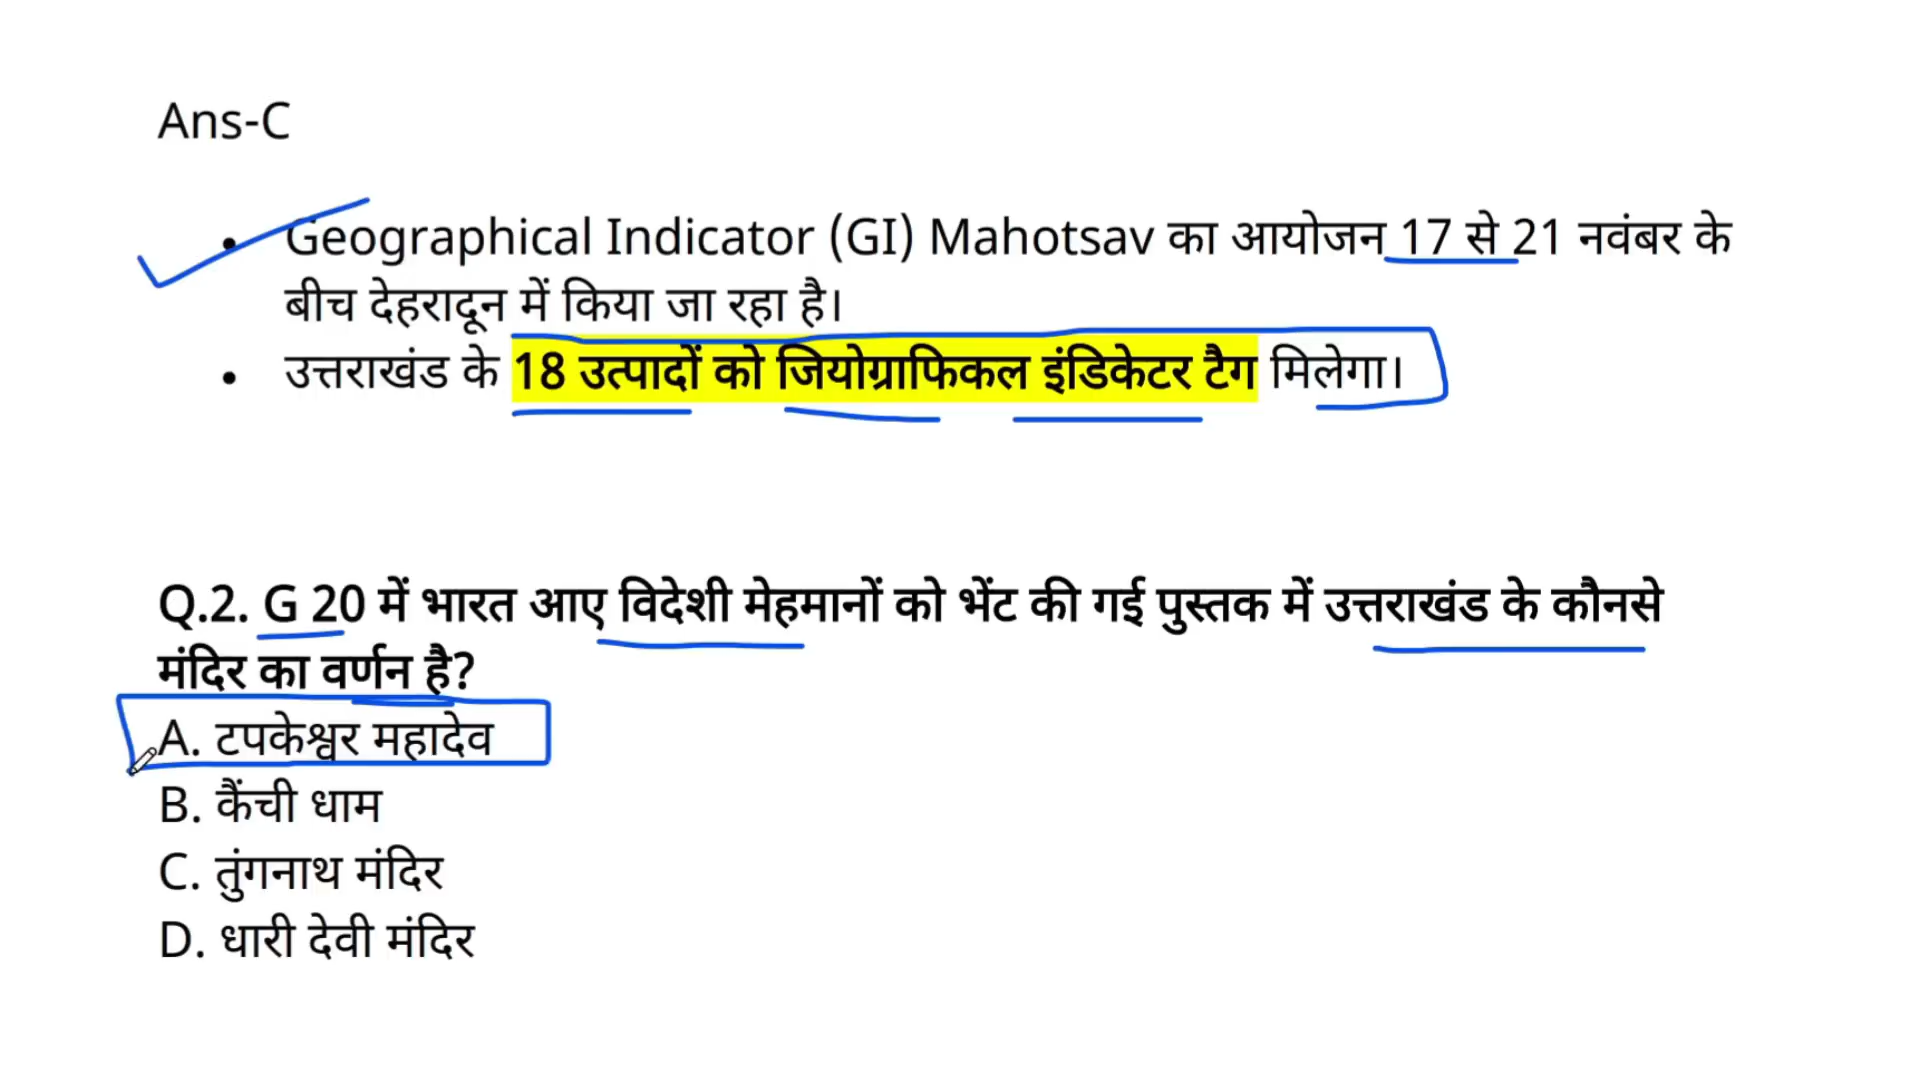 Ans-C
• Geographical Indicator (GI) Mahotsav का आयोजन 17 से 21 नवंबर के
बीच देहरादून में किया जा रहा है।
• उत्तराखंड के 18 उत्पादों को जियोग्राफिकल इंडिकेटर टैग मिलेगा।
Q.2. G 20 में भारत आए विदेशी मेहमानों को भेंट की गई पुस्तक में उत्तराखंड के कौनसे
मंदिर का वर्णन है?
A. टपकेश्वर महादेव
B. कैंची धाम
C. तुंगनाथ मंदिर
D. धारी देवी मंदिर